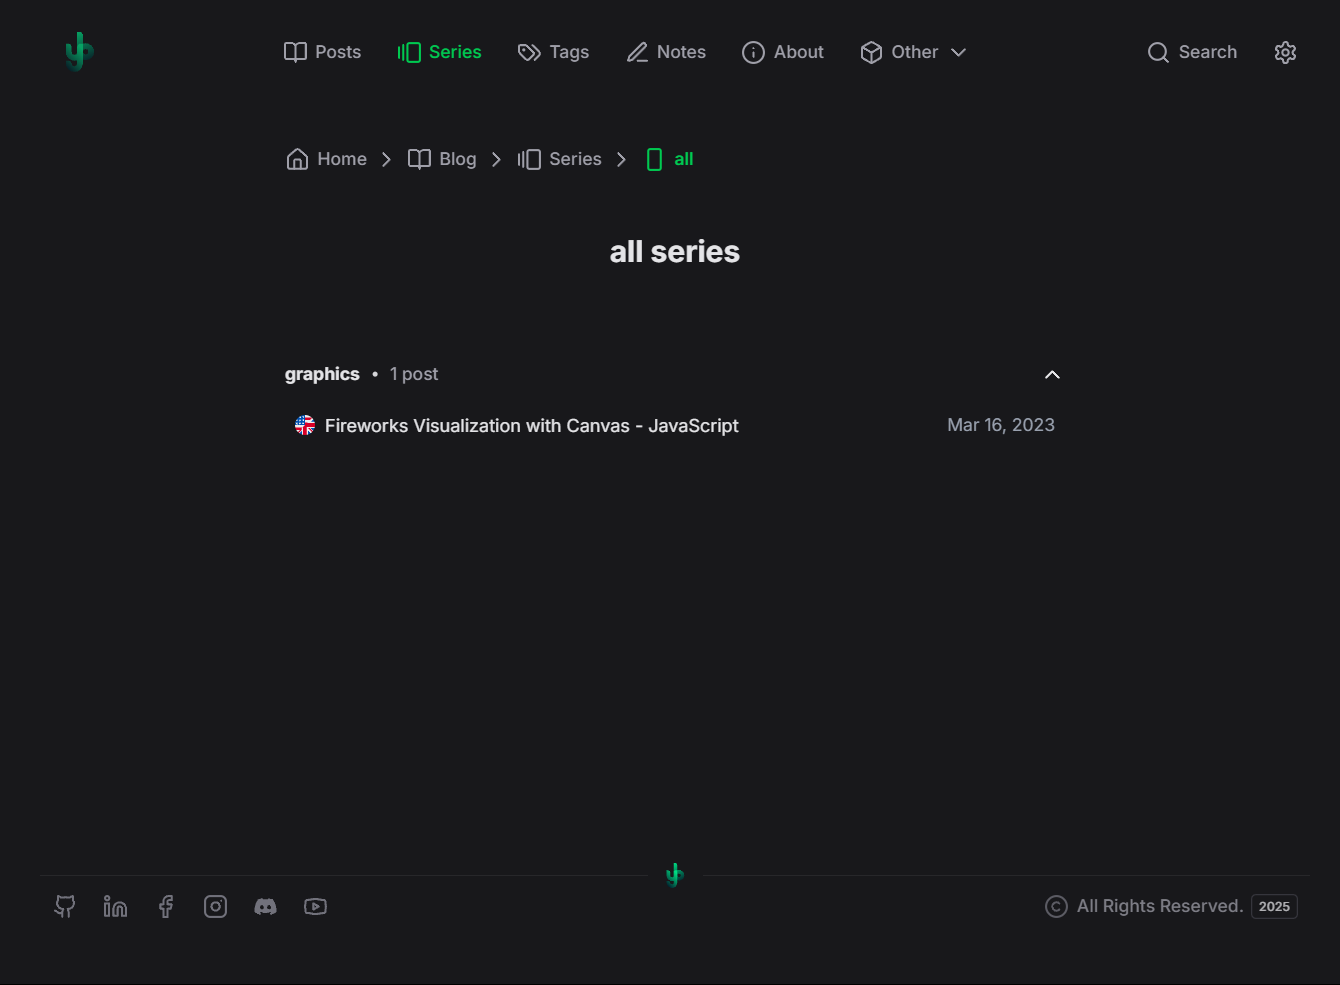 Posts Series Tags Notes About Other Search
Home Blog Series all
all series
graphics • 1 post
Fireworks Visualization with Canvas - JavaScript Mar 16, 2023
© All Rights Reserved. 2025